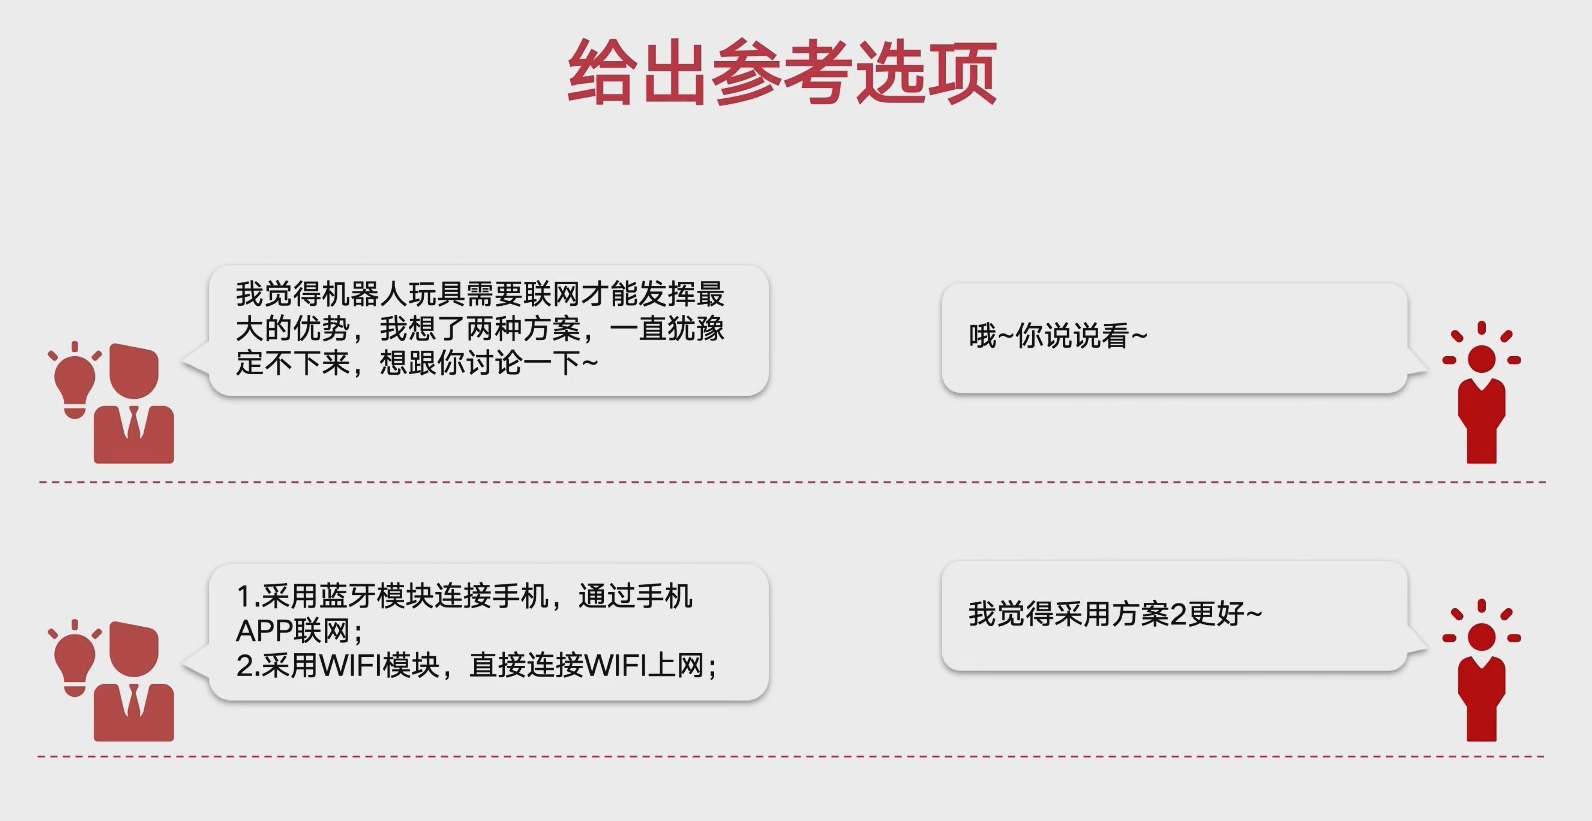 给出参考选项
我觉得机器人玩具需要联网才能发挥最
大的优势，我想了两种方案，一直犹豫
定不下来，想跟你讨论一下~
哦~你说说看~
1.采用蓝牙模块连接手机，通过手机
APP联网；
2.采用WIFI模块，直接连接WIFI上网；
我觉得采用方案2更好~